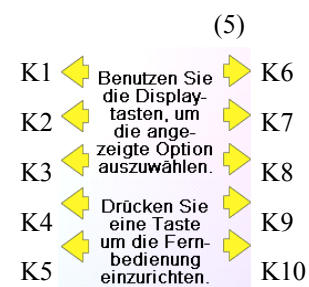 (5)
K1 K6
Benutzen Sie
die Display-
K2 tasten, um K7
die ange-
zeigte Option
K3 auszuwählen. K8
Drücken Sie
K4 eine Taste K9
um die Fern-
bedienung
K5 einzurichten. K10